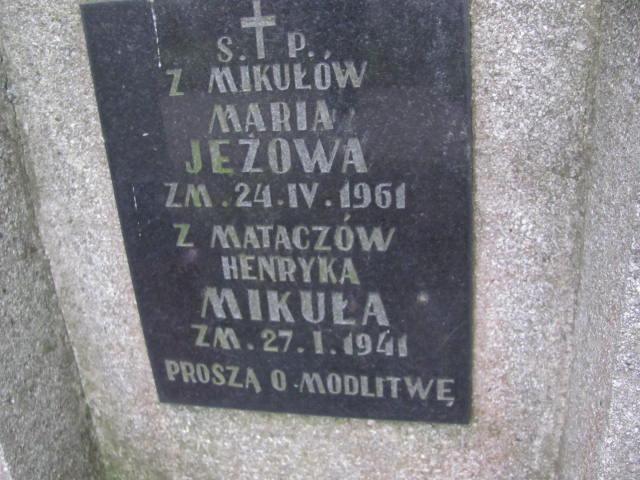 Ś. P.
Z MIKUŁÓW
MARIA
JEŻOWA
ZM. 24. IV. 1961
Z MATACZÓW
HENRYKA
MIKUŁA
ZM. 27. I. 1941
PROSZĄ O MODLITWĘ